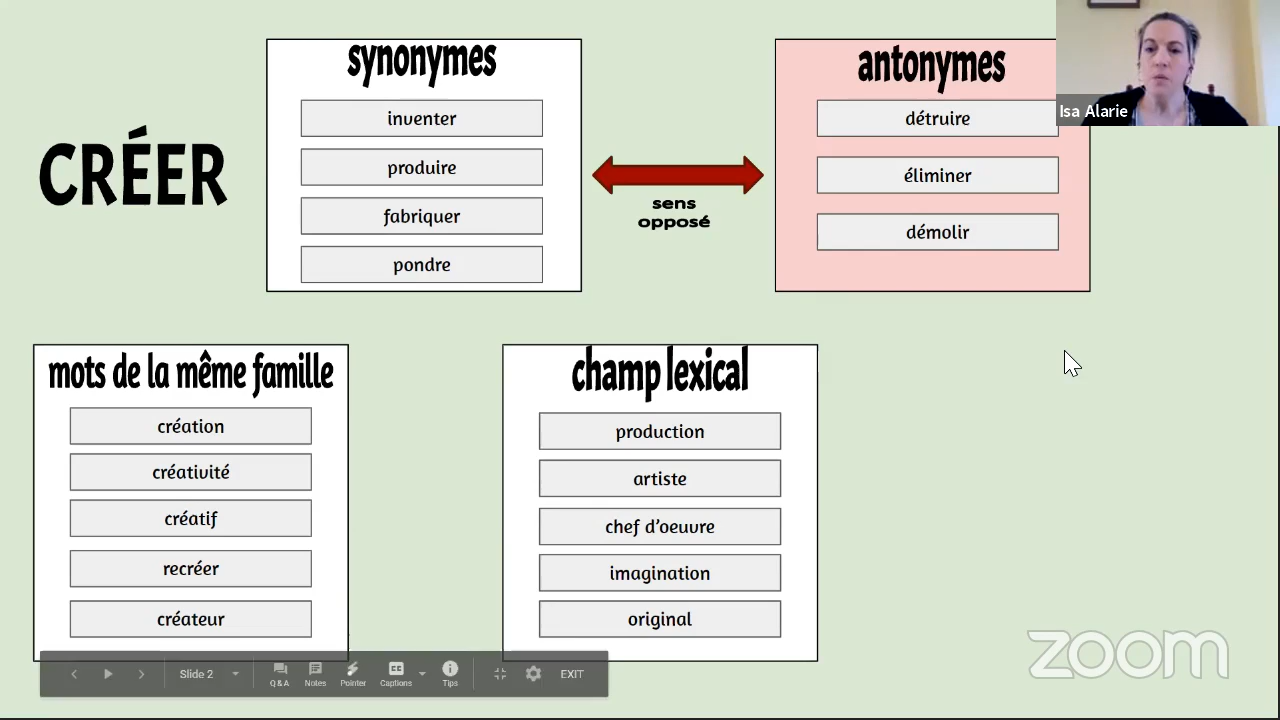 CRÉER
synonymes
inventer
produire
fabriquer
pondre
sens
opposé
antonymes
détruire
éliminer
démolir
Isa Alarie
mots de la même famille
création
créativité
créatif
recréer
créateur
champ lexical
production
artiste
chef d'oeuvre
imagination
original
Slide 2
Q & A
Notes
Pointer
Captions
Tips
EXIT
zoom